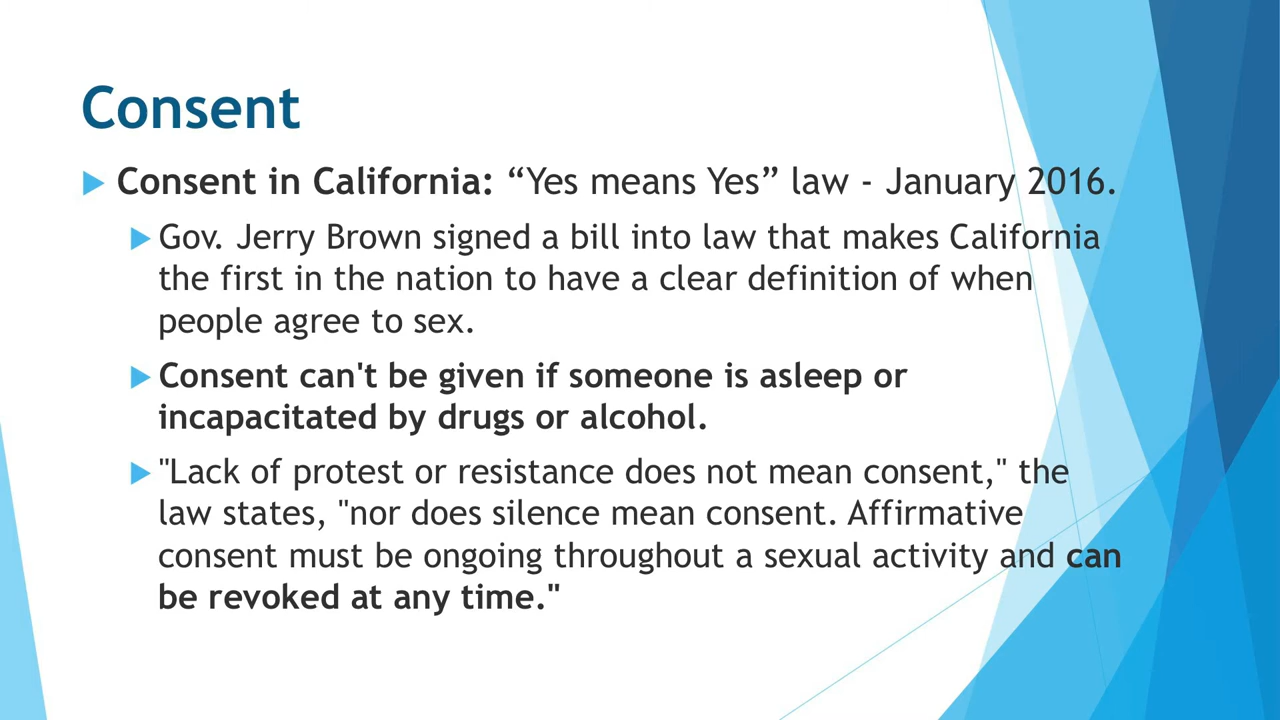 Consent
Consent in California: “Yes means Yes” law - January 2016.
Gov. Jerry Brown signed a bill into law that makes California
the first in the nation to have a clear definition of when
people agree to sex.
Consent can't be given if someone is asleep or
incapacitated by drugs or alcohol.
"Lack of protest or resistance does not mean consent," the
law states, "nor does silence mean consent. Affirmative
consent must be ongoing throughout a sexual activity and can
be revoked at any time."